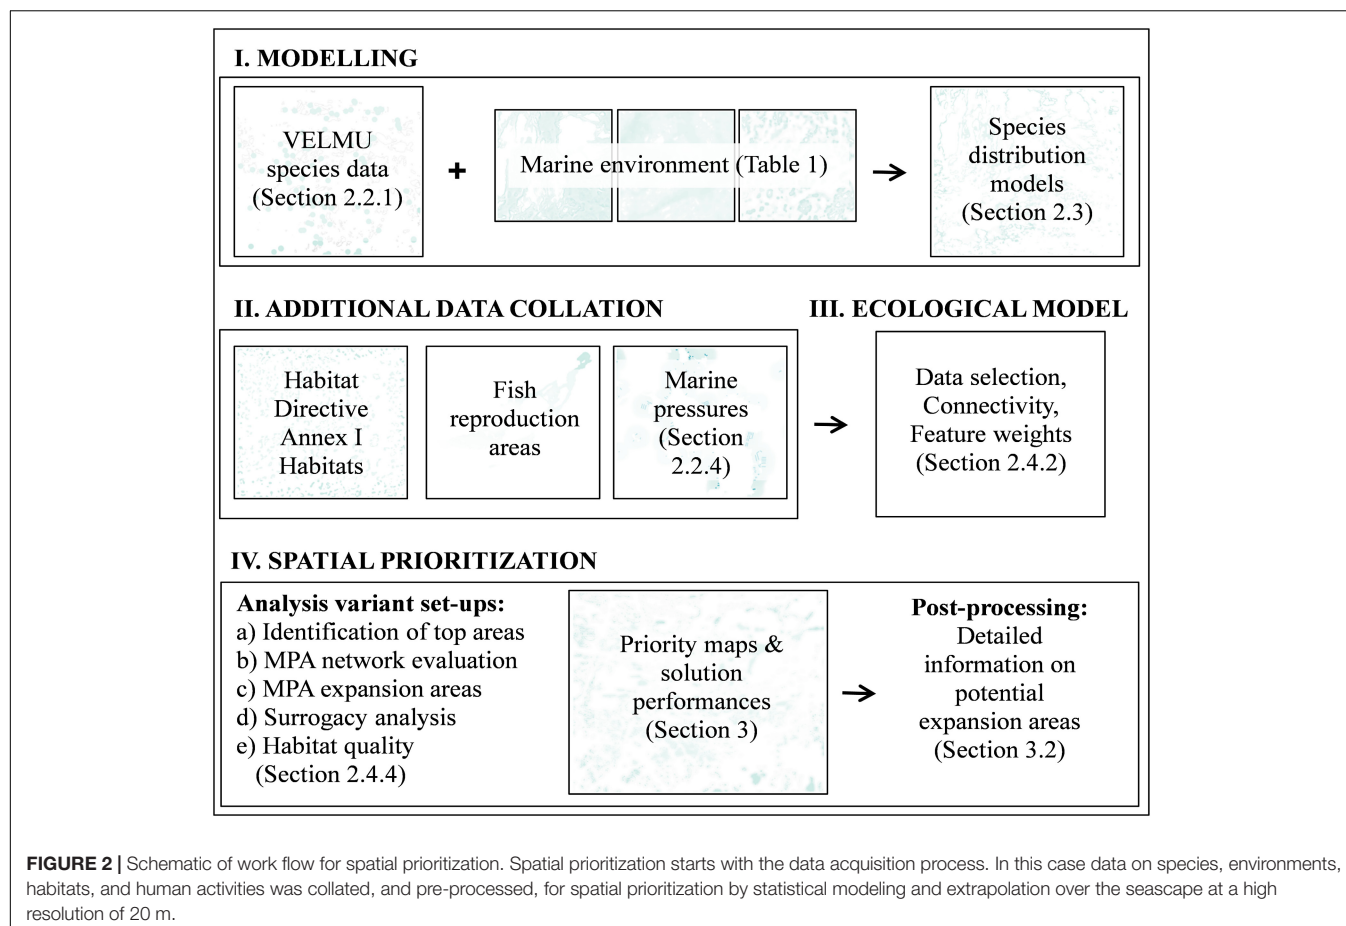 I. MODELLING
VELMU
species data
(Section 2.2.1)
+
Marine environment (Table 1)
Species
distribution
models
(Section 2.3)
II. ADDITIONAL DATA COLLATION
Habitat
Directive
Annex I
Habitats
Fish
reproduction
areas
Marine
pressures
(Section
2.2.4)
III. ECOLOGICAL MODEL
Data selection,
Connectivity,
Feature weights
(Section 2.4.2)
IV. SPATIAL PRIORITIZATION
Analysis variant set-ups:
a) Identification of top areas
b) MPA network evaluation
c) MPA expansion areas
d) Surrogacy analysis
e) Habitat quality
(Section 2.4.4)
Priority maps &
solution
performances
(Section 3)
Post-processing:
Detailed
information on
potential
expansion areas
(Section 3.2)
FIGURE 2 | Schematic of work flow for spatial prioritization. Spatial prioritization starts with the data acquisition process. In this case data on species, environments,
habitats, and human activities was collated, and pre-processed, for spatial prioritization by statistical modeling and extrapolation over the seascape at a high
resolution of 20 m.